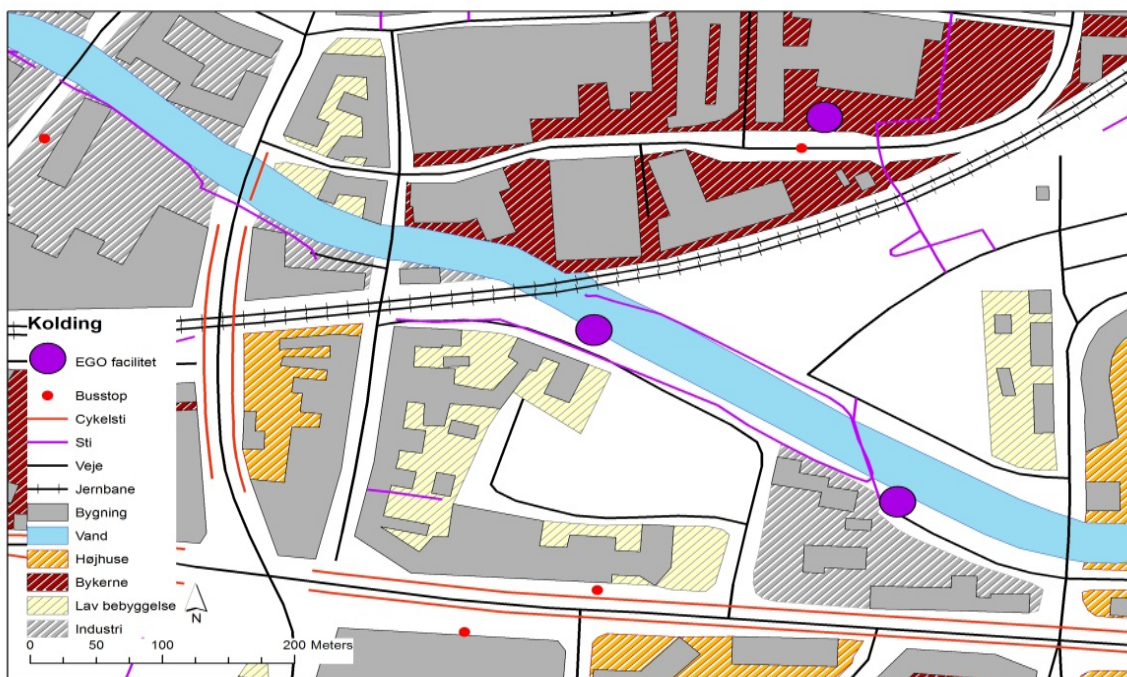 Kolding
EGO facilitet
Busstop
Cykelsti
Sti
Veje
Jernbane
Bygning
Vand
Højhuse
Bykerne
Lav bebyggelse
Industri
N
0 50 100 200 Meters